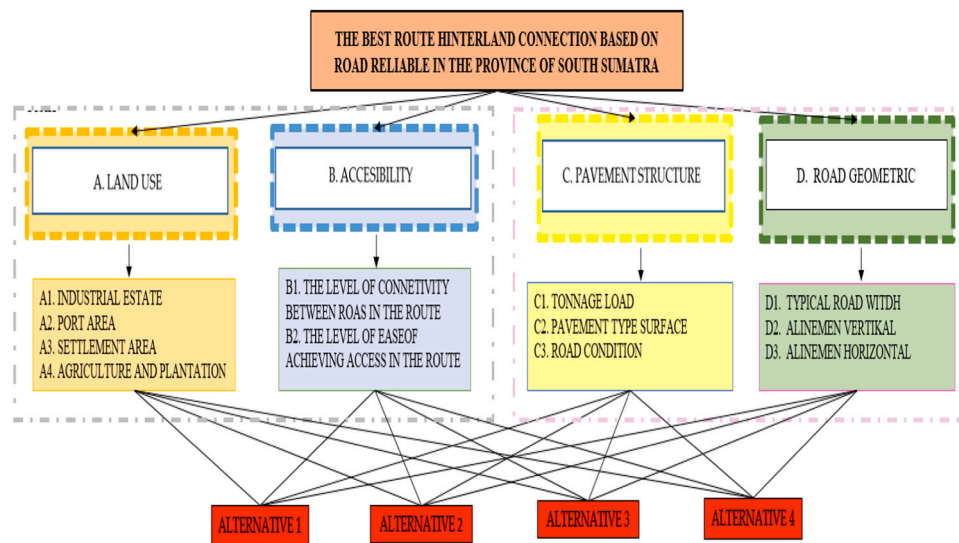 THE BEST ROUTE HINTERLAND CONNECTION BASED ON
ROAD RELIABLE IN THE PROVINCE OF SOUTH SUMATRA
A. LAND USE
B. ACCESIBILITY
C. PAVEMENT STRUCTURE
D. ROAD GEOMETRIC
A1. INDUSTRIAL ESTATE
A2. PORT AREA
A3. SETTLEMENT AREA
A4. AGRICULTURE AND PLANTATION
B1. THE LEVEL OF CONNETIVITY
BETWEEN ROAS IN THE ROUTE
B2. THE LEVEL OF EASEOF
ACHIEVING ACCESS IN THE ROUTE
C1. TONNAGE LOAD
C2. PAVEMENT TYPE SURFACE
C3. ROAD CONDITION
D1. TYPICAL ROAD WITDH
D2. ALINEMEN VERTIKAL
D3. ALINEMEN HORIZONTAL
ALTERNATIVE 1
ALTERNATIVE 2
ALTERNATIVE 3
ALTERNATIVE 4